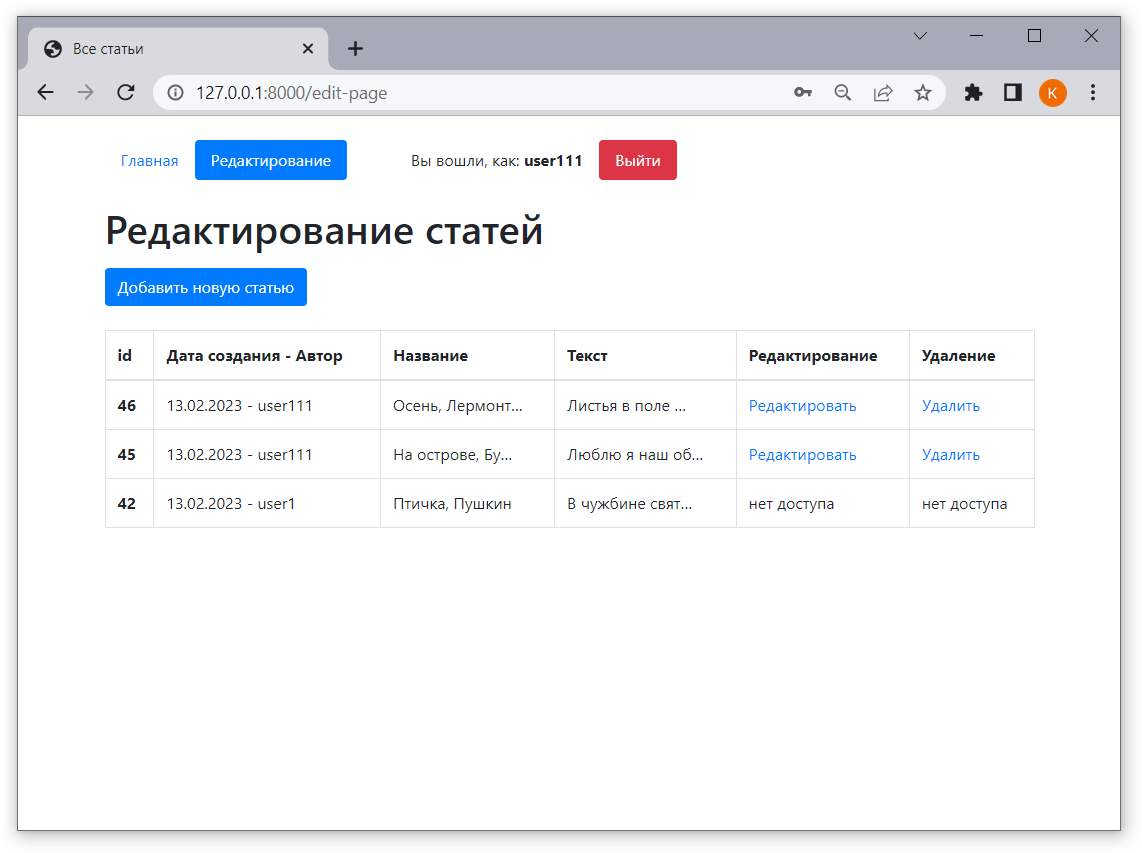 Все статьи
127.0.0.1:8000/edit-page
K
Главная Редактирование Вы вошли, как: user111 Выйти
Редактирование статей
Добавить новую статью
id Дата создания - Автор Название Текст Редактирование Удаление
46 13.02.2023 - user111 Осень, Лермонт... Листья в поле ... Редактировать Удалить
45 13.02.2023 - user111 На острове, Бу... Люблю я наш об... Редактировать Удалить
42 13.02.2023 - user1 Птичка, Пушкин В чужбине свят... нет доступа нет доступа